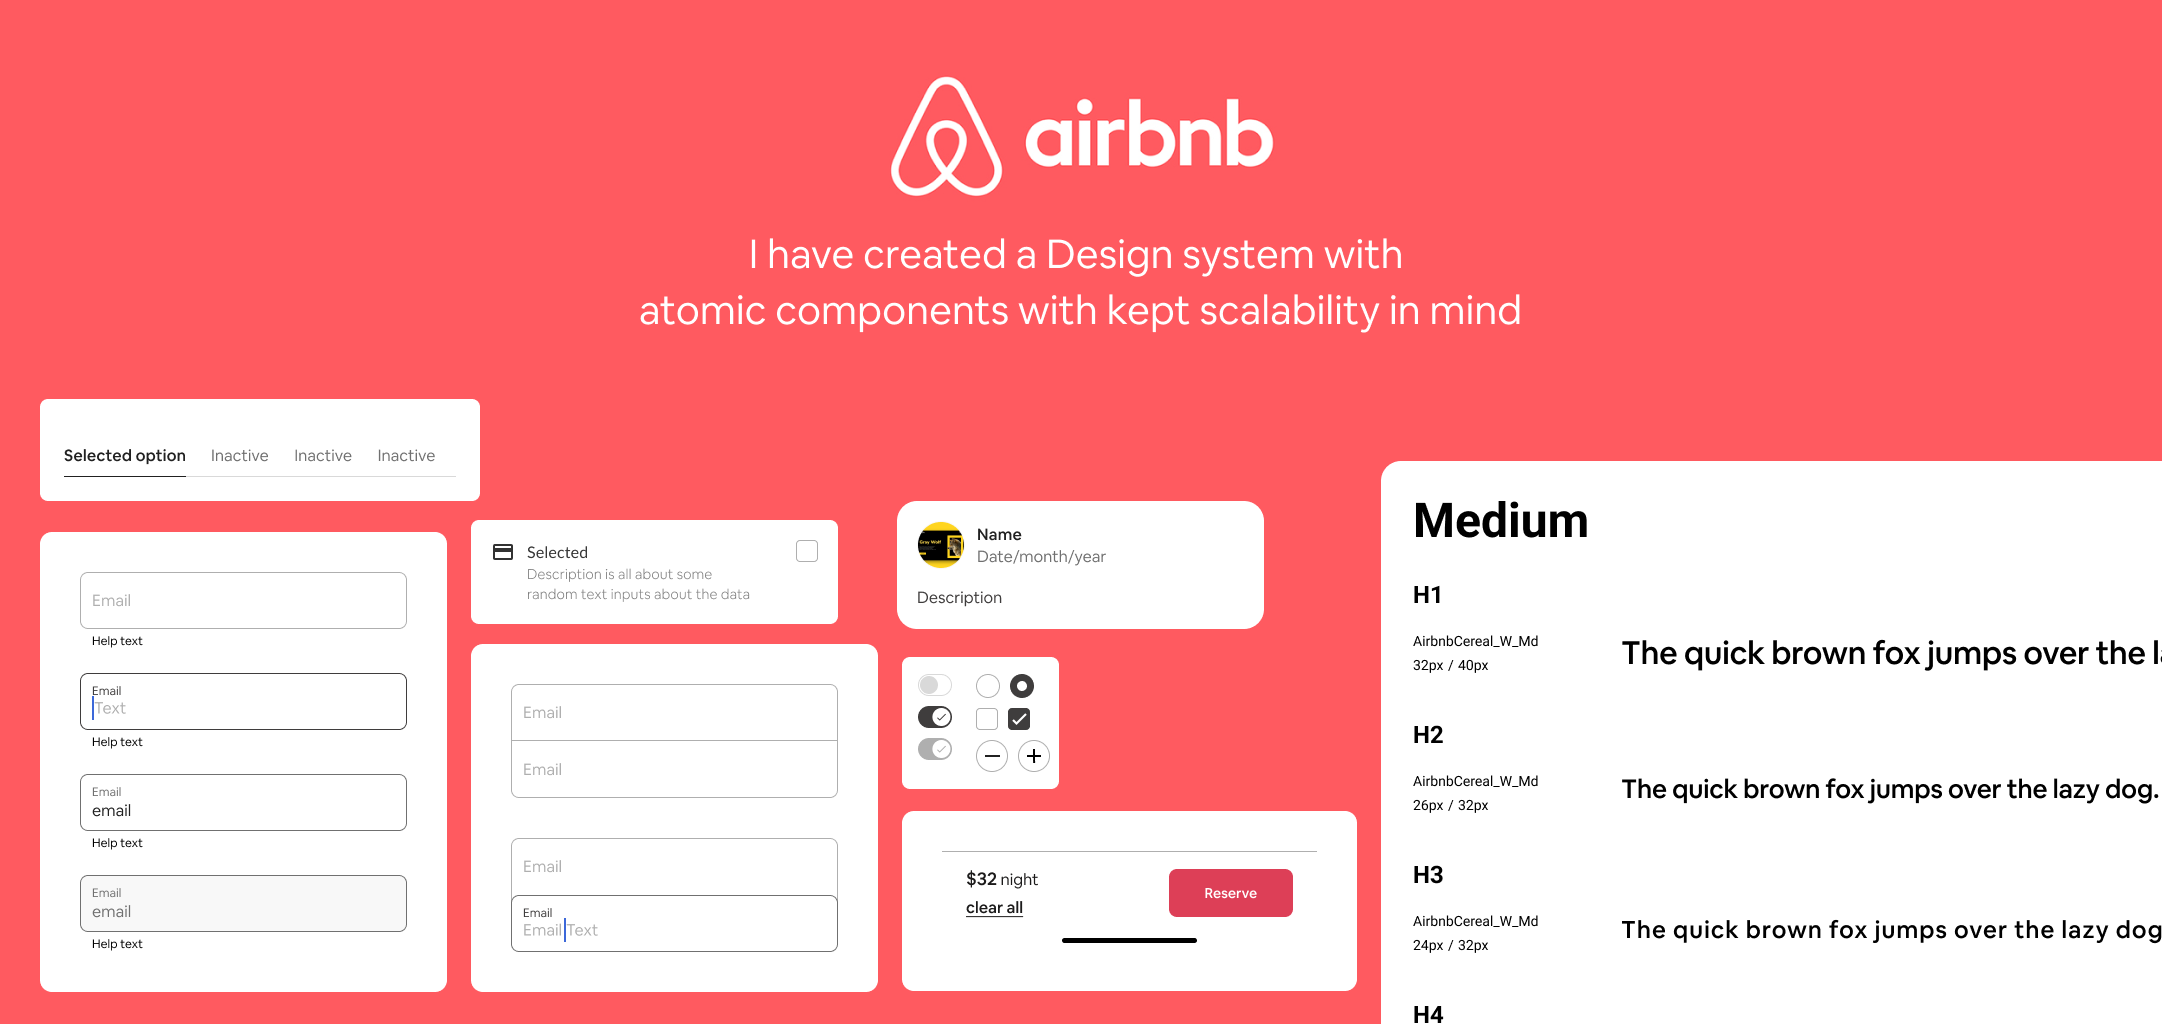 airbnb
I have created a Design system with
atomic components with kept scalability in mind
Selected option Inactive Inactive Inactive
Email
Help text
Email
Text
Help text
Email
email
Help text
Email
email
Help text
Selected
Description is all about some
random text inputs about the data
Email
Email
Email
Email
Email Text
Gray Wolf
Name
Date/month/year
Description
$32 night
clear all
Reserve
Medium
H1
AirbnbCereal_W_Md
32px / 40px
The quick brown fox jumps over the la
H2
AirbnbCereal_W_Md
26px / 32px
The quick brown fox jumps over the lazy dog.
H3
AirbnbCereal_W_Md
24px / 32px
The quick brown fox jumps over the lazy dog
H4